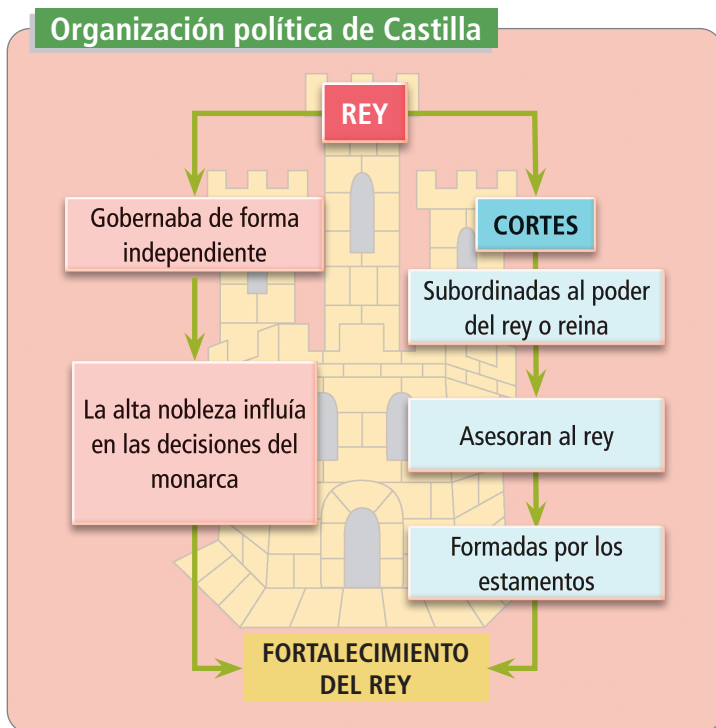 Organización política de Castilla
REY
Gobernaba de forma
independiente
La alta nobleza influía
en las decisiones del
monarca
CORTES
Subordinadas al poder
del rey o reina
Asesoran al rey
Formadas por los
estamentos
FORTALECIMIENTO
DEL REY